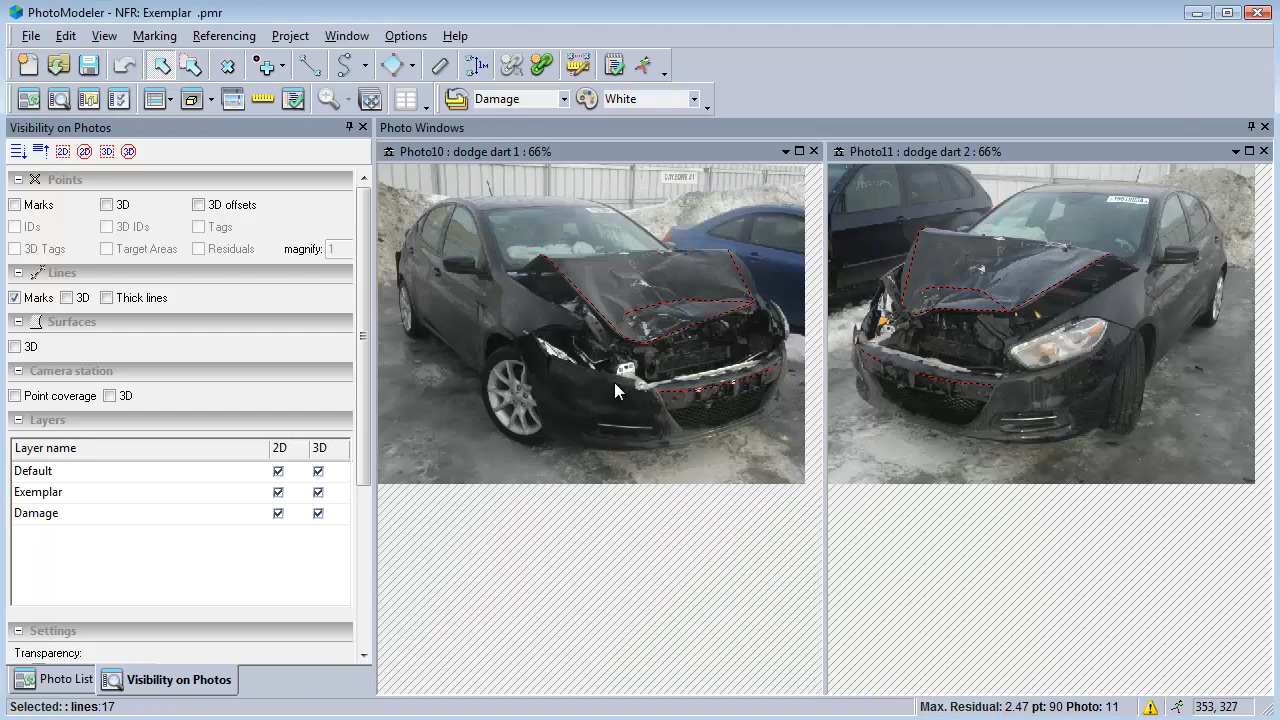 PhotoModeler - NFR: Exemplar .pmr
File Edit View Marking Referencing Project Window Options Help
Damage White
Visibility on Photos
Photo Windows
Photo10 : dodge dart 1 : 66%
Photo11 : dodge dart 2 : 66%
Points
Marks 3D 3D offsets
IDs 3D IDs Tags
3D Tags Target Areas Residuals magnify: 1
Lines
Marks 3D Thick lines
Surfaces
3D
Camera station
Point coverage 3D
Layers
Layer name 2D 3D
Default
Exemplar
Damage
Settings
Transparency:
Photo List Visibility on Photos
Selected: : lines:17
Max. Residual: 2.47 pt: 90 Photo: 11
353, 327